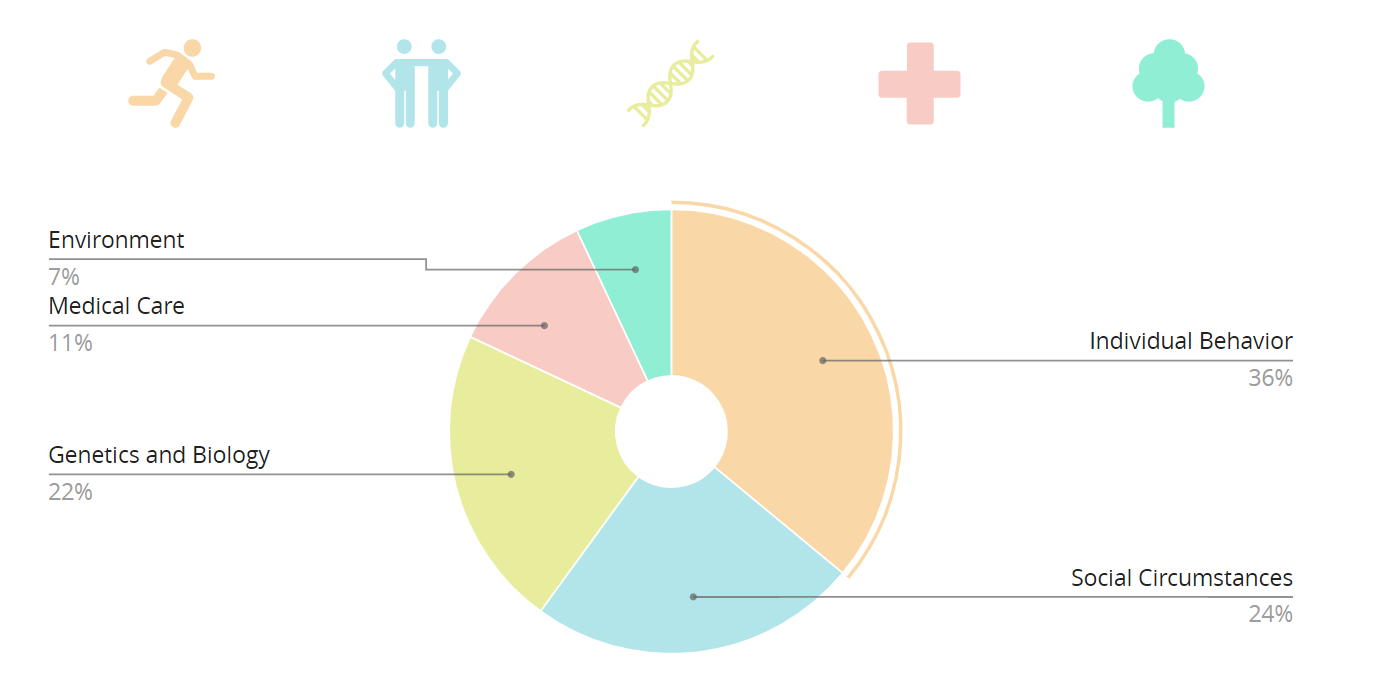 Environment
7%
Medical Care
11%
Individual Behavior
36%
Genetics and Biology
22%
Social Circumstances
24%